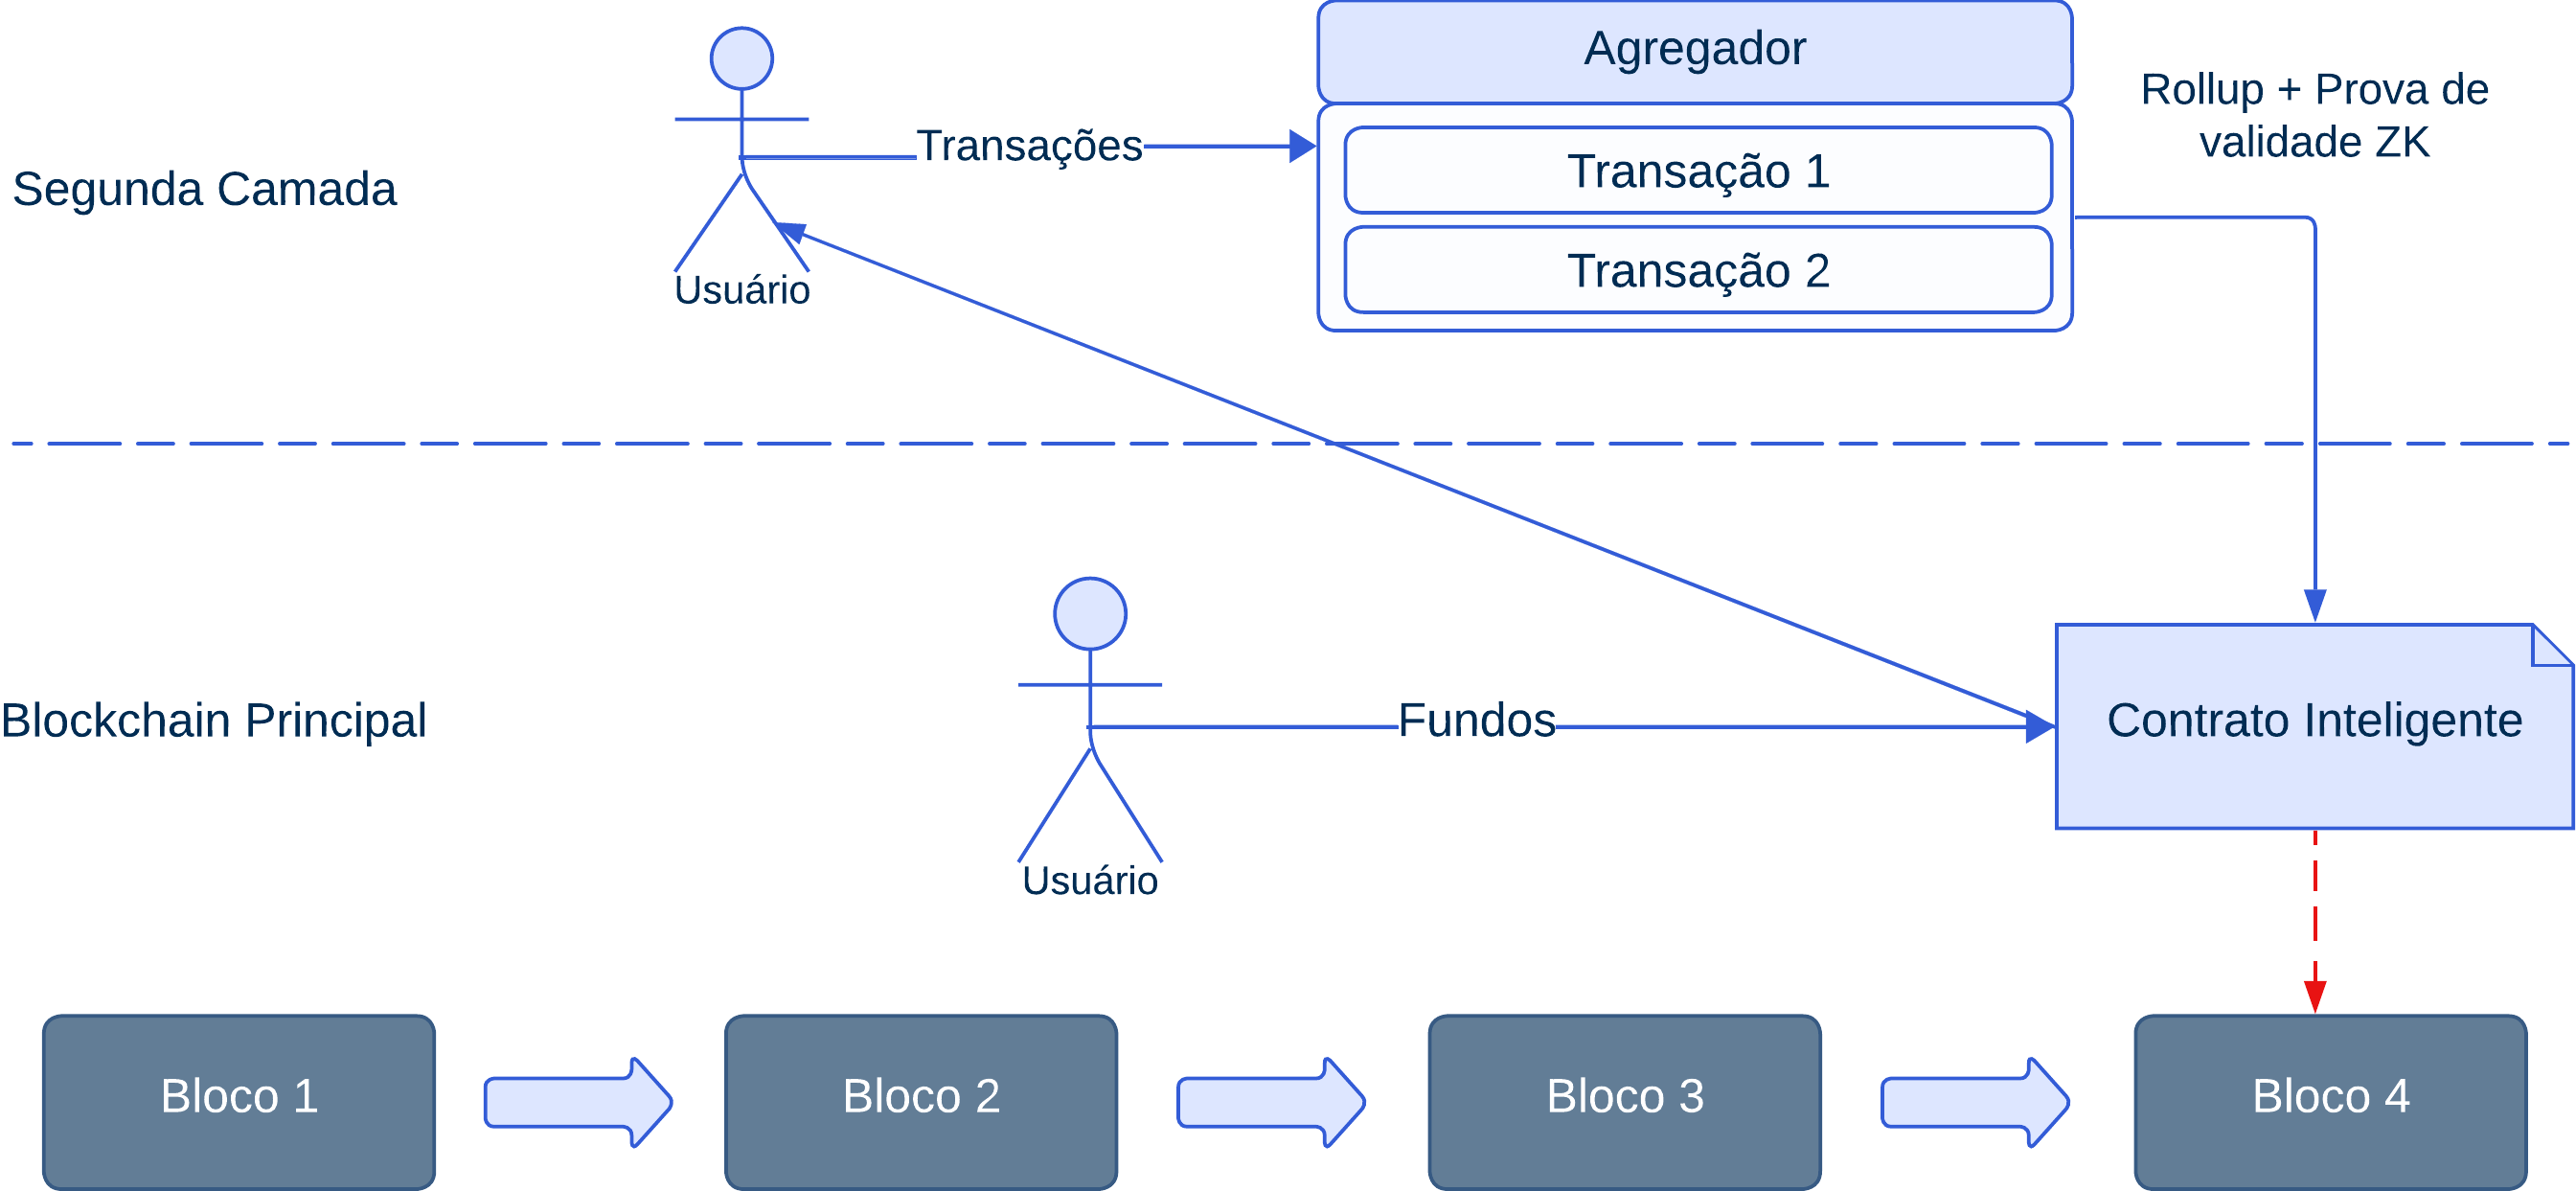 Agregador
Rollup + Prova de
validade ZK
Transações
Transação 1
Segunda Camada
Transação 2
Usuário
Blockchain Principal
Fundos
Contrato Inteligente
Usuário
Bloco 1
Bloco 2
Bloco 3
Bloco 4